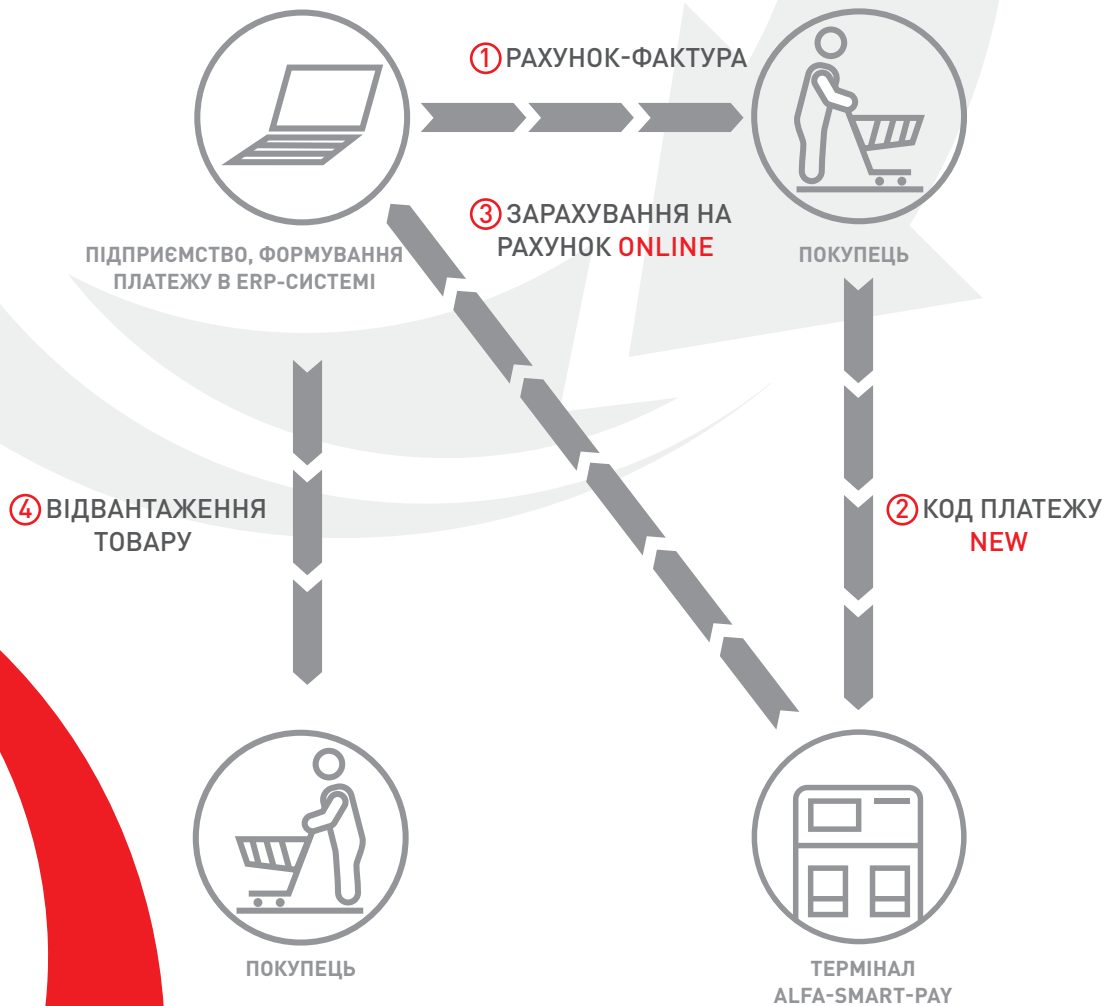 ① РАХУНОК-ФАКТУРА
③ ЗАРАХУВАННЯ НА
РАХУНОК ONLINE
ПІДПРИЄМСТВО, ФОРМУВАННЯ
ПЛАТЕЖУ В ERP-СИСТЕМІ
ПОКУПЕЦЬ
④ ВІДВАНТАЖЕННЯ
ТОВАРУ
② КОД ПЛАТЕЖУ
NEW
ПОКУПЕЦЬ
ТЕРМІНАЛ
ALFA-SMART-PAY